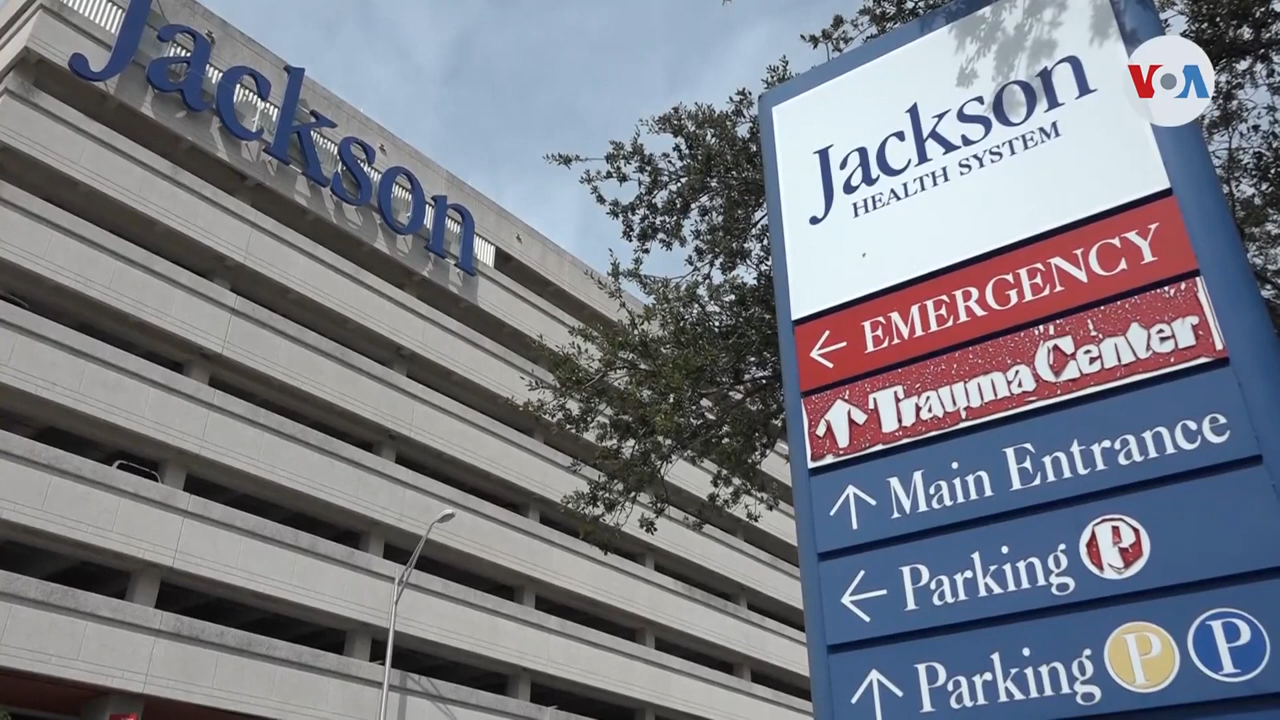 Jackson
VOA
Jackson
HEALTH SYSTEM
← EMERGENCY
↑ Trauma Center
↑ Main Entrance
← Parking P
↑ Parking P P